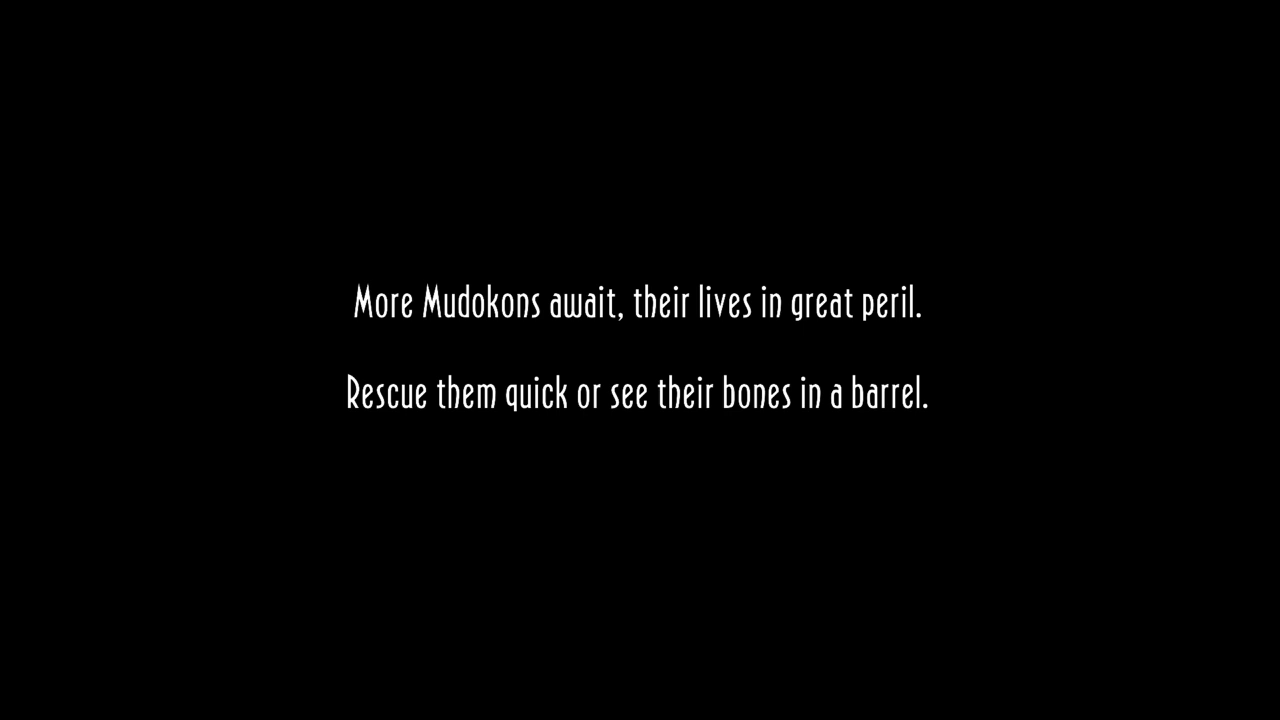 More Mudokons await, their lives in great peril.
Rescue them quick or see their bones in a barrel.